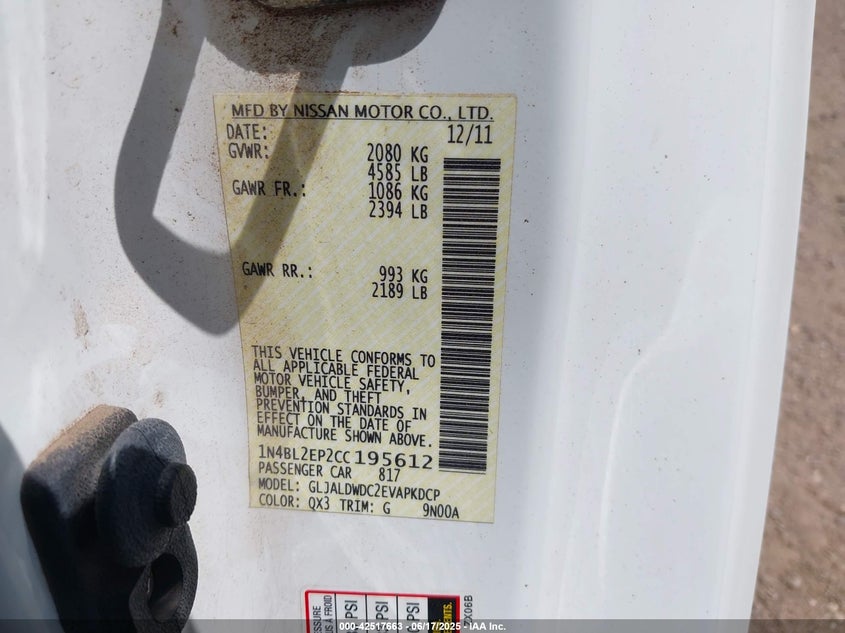 MFD BY NISSAN MOTOR CO., LTD.
DATE: 12/11
GVWR: 2080 KG
4585 LB
GAWR FR.: 1086 KG
2394 LB
GAWR RR.: 993 KG
2189 LB
THIS VEHICLE CONFORMS TO
ALL APPLICABLE FEDERAL
MOTOR VEHICLE SAFETY,
BUMPER, AND THEFT
PREVENTION STANDARDS IN
EFFECT ON THE DATE OF
MANUFACTURE SHOWN ABOVE.
1N4BL2EP2CC195612
PASSENGER CAR 817
MODEL: GLJALDWDC2EVAPKDCP
COLOR: QX3 TRIM: G 9N00A
PSI
PSI
PSI
ZX06B
000-42517663 - 06/17/2025 - IAA Inc.